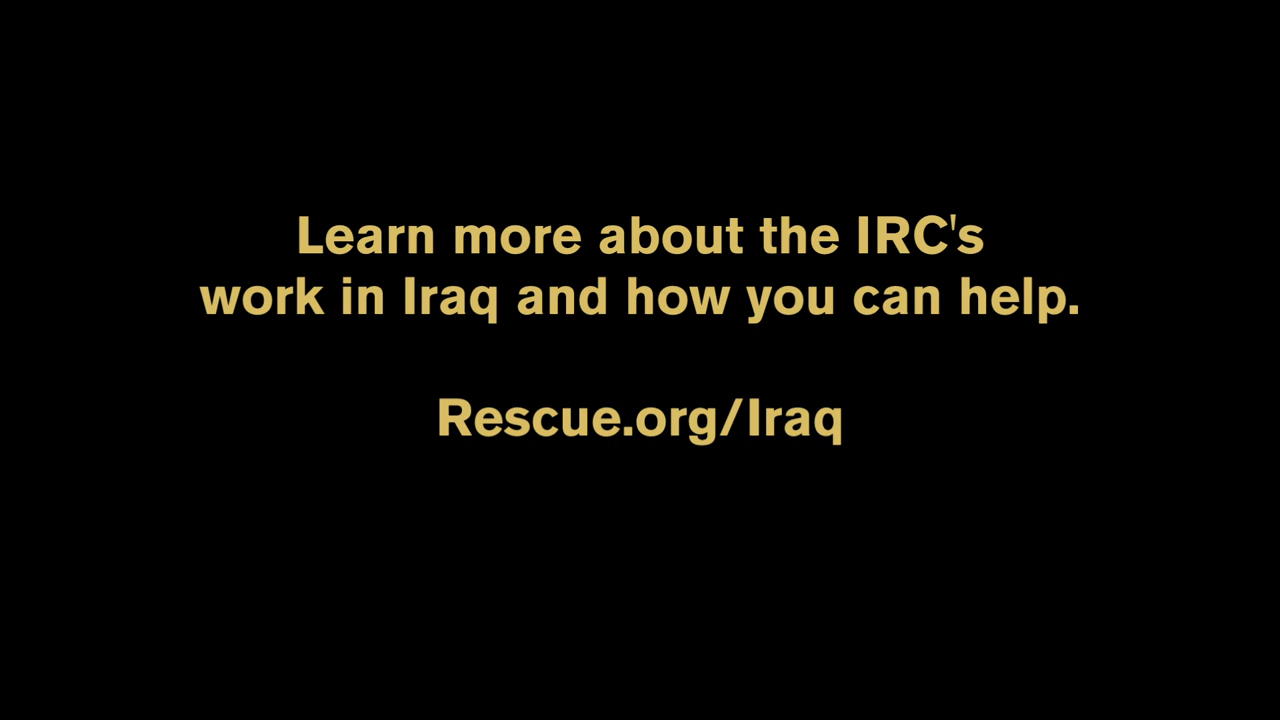 Learn more about the IRC's
work in Iraq and how you can help.
Rescue.org/Iraq